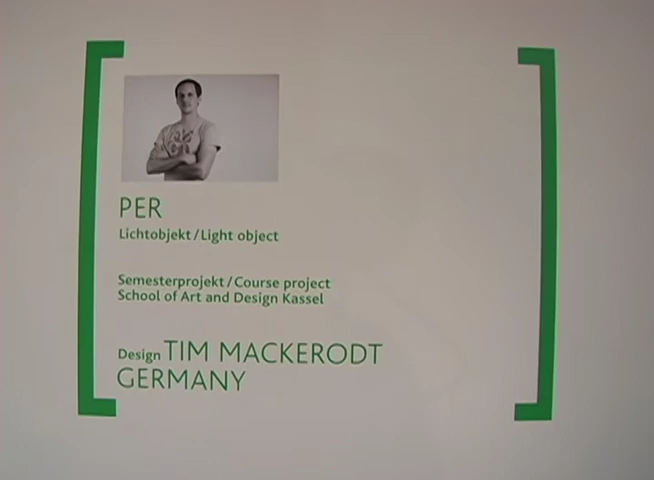 PER
Lichtobjekt/Light object
Semesterprojekt/Course project
School of Art and Design Kassel
Design TIM MACKERODT
GERMANY